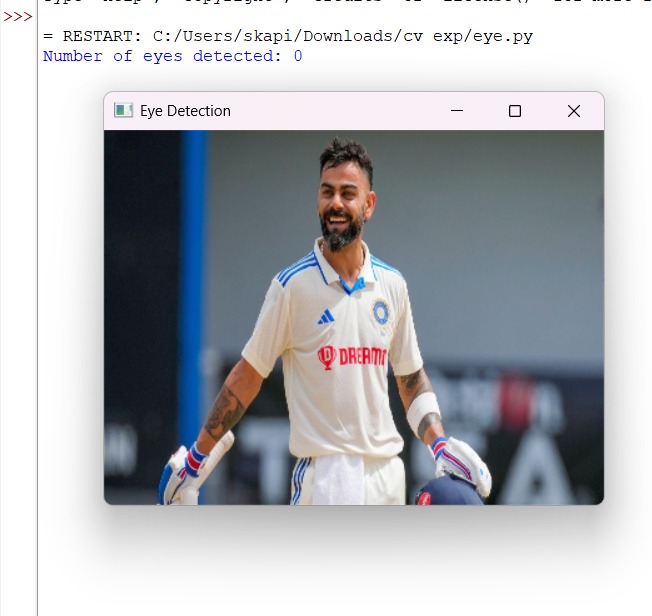 >>>
= RESTART: C:/Users/skapi/Downloads/cv exp/eye.py
Number of eyes detected: 0
Eye Detection
DREAM11